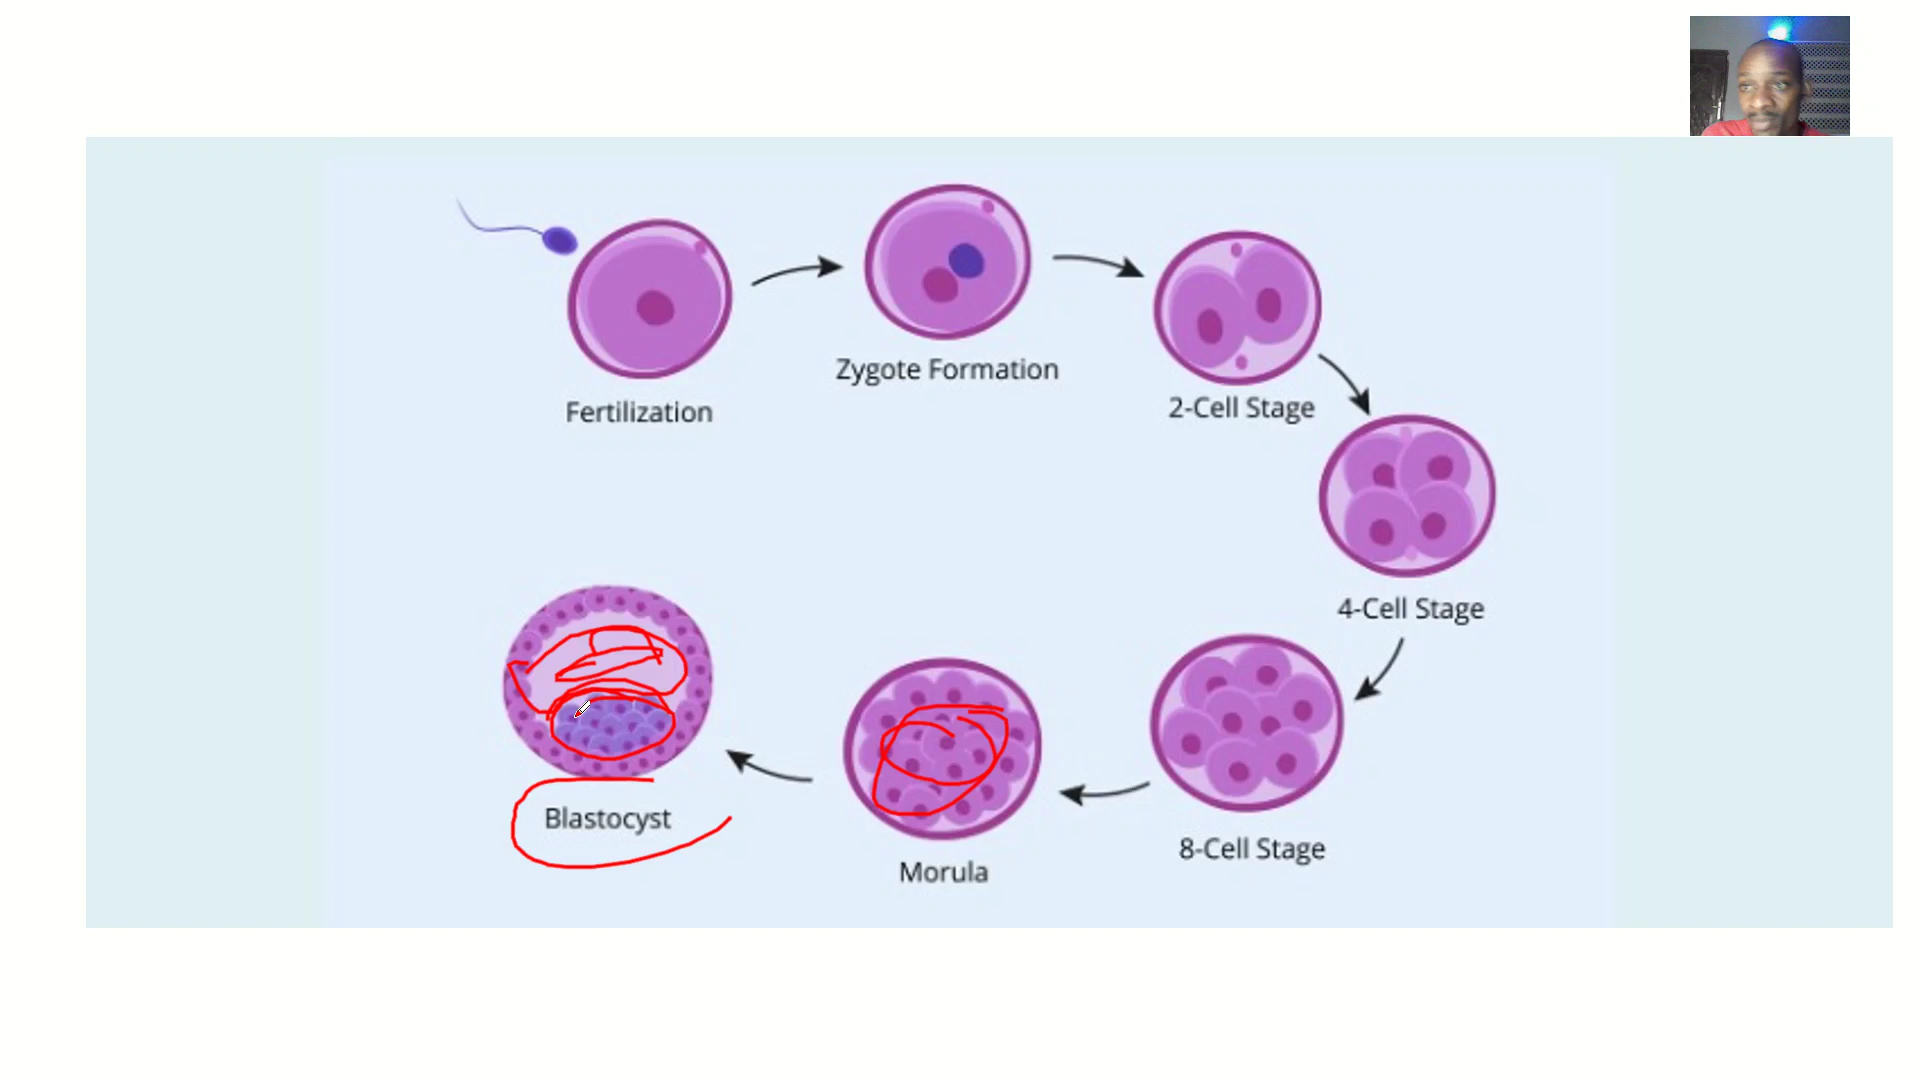 Fertilization
Zygote Formation
2-Cell Stage
4-Cell Stage
8-Cell Stage
Morula
Blastocyst